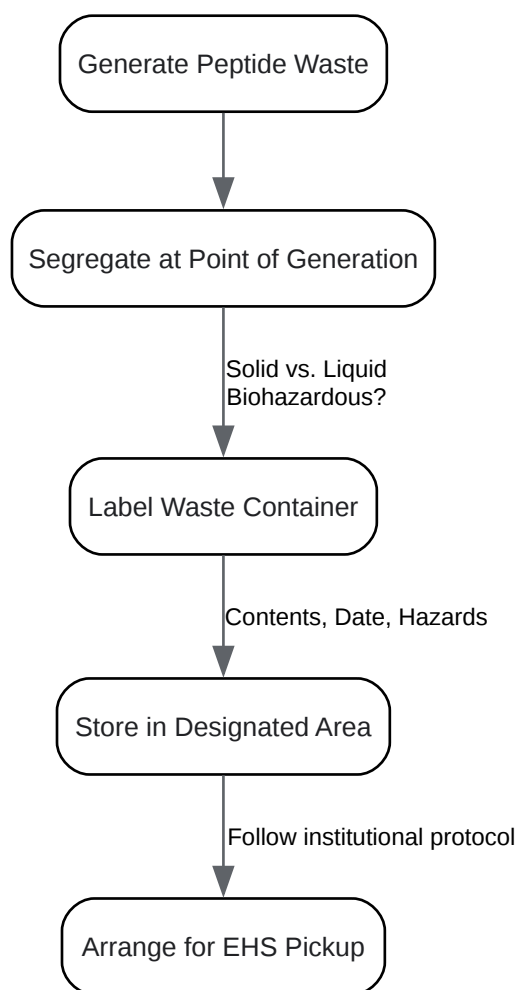 Generate Peptide Waste
Segregate at Point of Generation
Solid vs. Liquid
Biohazardous?
Label Waste Container
Contents, Date, Hazards
Store in Designated Area
Follow institutional protocol
Arrange for EHS Pickup